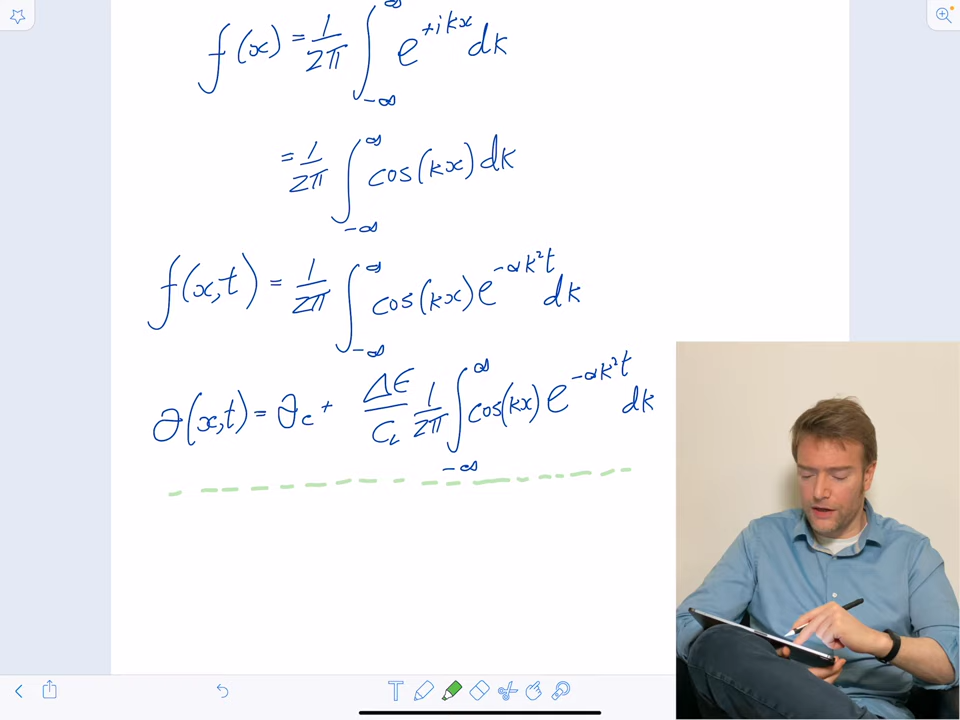 f(x) = 1/2π ∫_{-∞}^{∞} e^{+ikx} dk
= 1/2π ∫_{-∞}^{∞} cos(kx) dk
f(x,t) = 1/2π ∫_{-∞}^{∞} cos(kx) e^{-αk²t} dk
∂(x,t) = ∂_c + ΔE/C_L 1/2π ∫_{-∞}^{∞} cos(kx) e^{-αk²t} dk